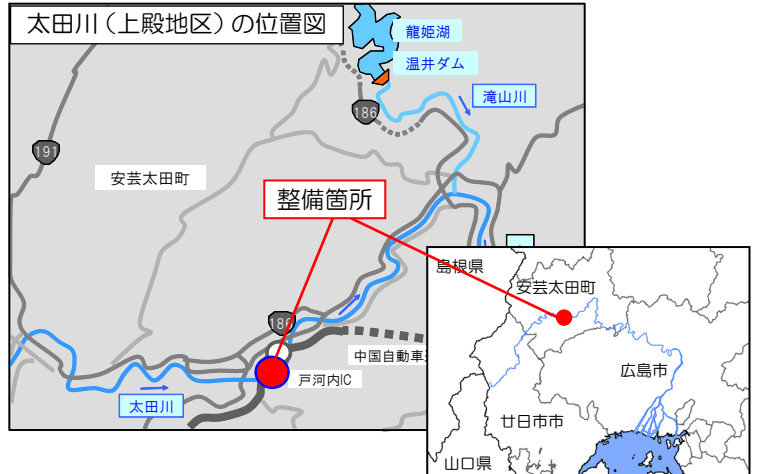 太田川（上殿地区）の位置図
龍姫湖
温井ダム
滝山川
186
191
安芸太田町
整備箇所
186
中国自動車
戸河内IC
太田川
島根県
安芸太田町
広島市
廿日市市
山口県